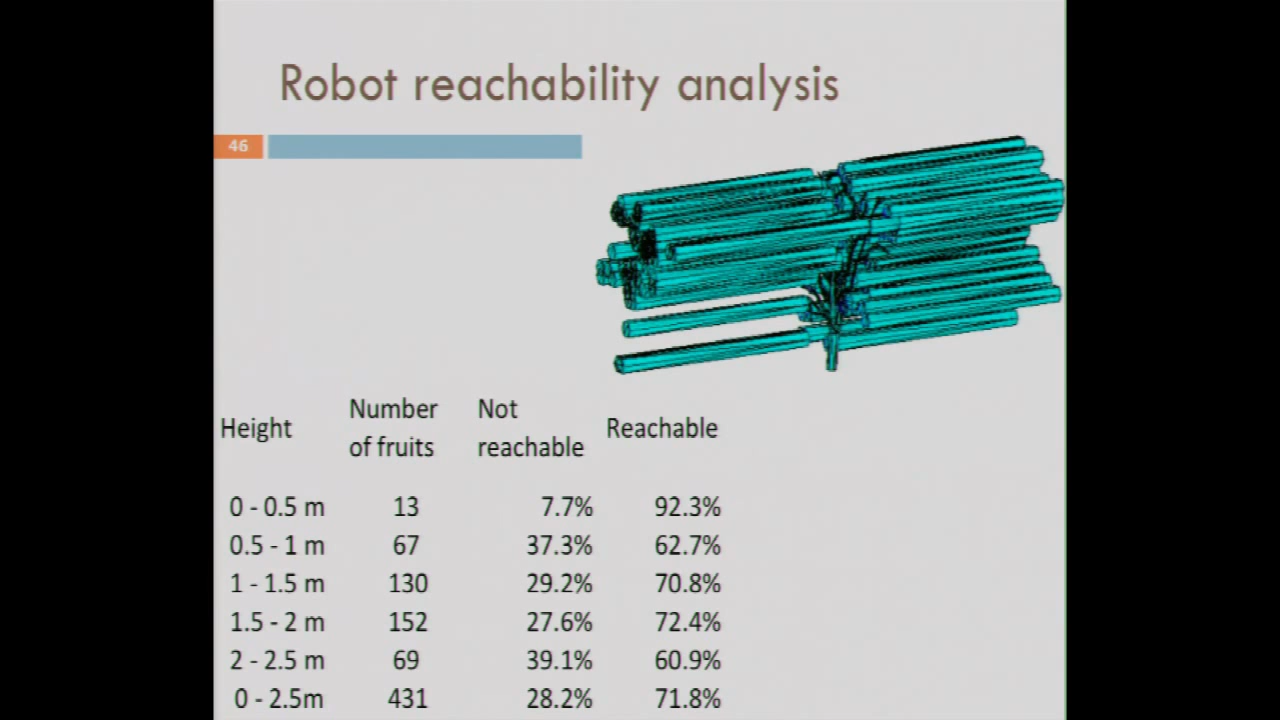 Robot reachability analysis
46
Height Number of fruits Not reachable Reachable
0 - 0.5 m 13 7.7% 92.3%
0.5 - 1 m 67 37.3% 62.7%
1 - 1.5 m 130 29.2% 70.8%
1.5 - 2 m 152 27.6% 72.4%
2 - 2.5 m 69 39.1% 60.9%
0 - 2.5m 431 28.2% 71.8%